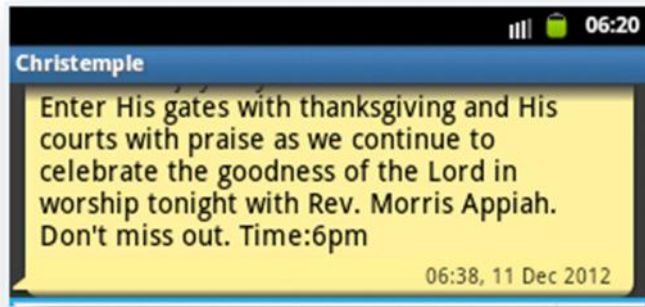 06:20
Christemple
Enter His gates with thanksgiving and His
courts with praise as we continue to
celebrate the goodness of the Lord in
worship tonight with Rev. Morris Appiah.
Don't miss out. Time:6pm
06:38, 11 Dec 2012